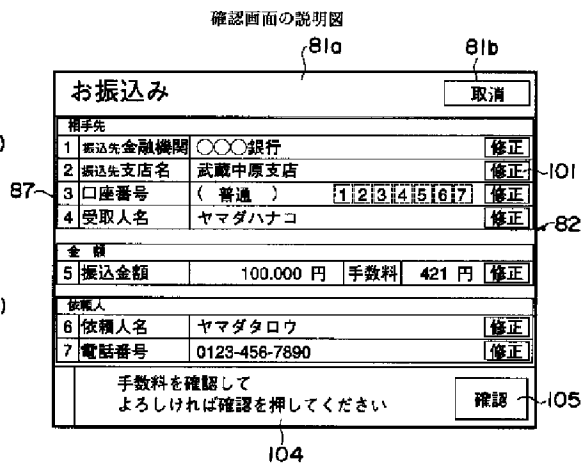 確認画面の説明図
81a 81b
お振込み 取消
相手先
1 振込先金融機関 ○○○銀行 修正
2 振込先支店名 武蔵中原支店 修正 101
87 3 口座番号 ( 普通 ) 1 2 3 4 5 6 7 修正
4 受取人名 ヤマダハナコ 修正 82
金額
5 振込金額 100.000 円 手数料 421 円 修正
依頼人
6 依頼人名 ヤマダタロウ 修正
7 電話番号 0123-456-7890 修正
手数料を確認して
よろしければ確認を押してください 確認 105
104